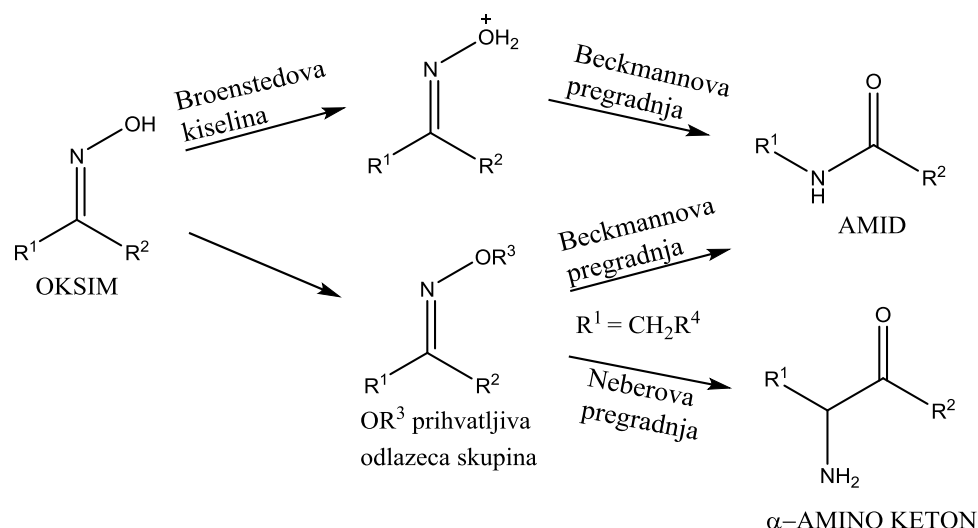 OKSIM
N
OH
R¹
R²
Broenstedova
kiselina
+
OH₂
N
R¹
R²
Beckmannova
pregradnja
O
R¹
N
H
R²
AMID
OR³
N
R¹
R²
OR³ prihvatljiva
odlazeca skupina
Beckmannova
pregradnja
R¹ = CH₂R⁴
Neberova
pregradnja
O
R¹
R²
NH₂
α−AMINO KETON